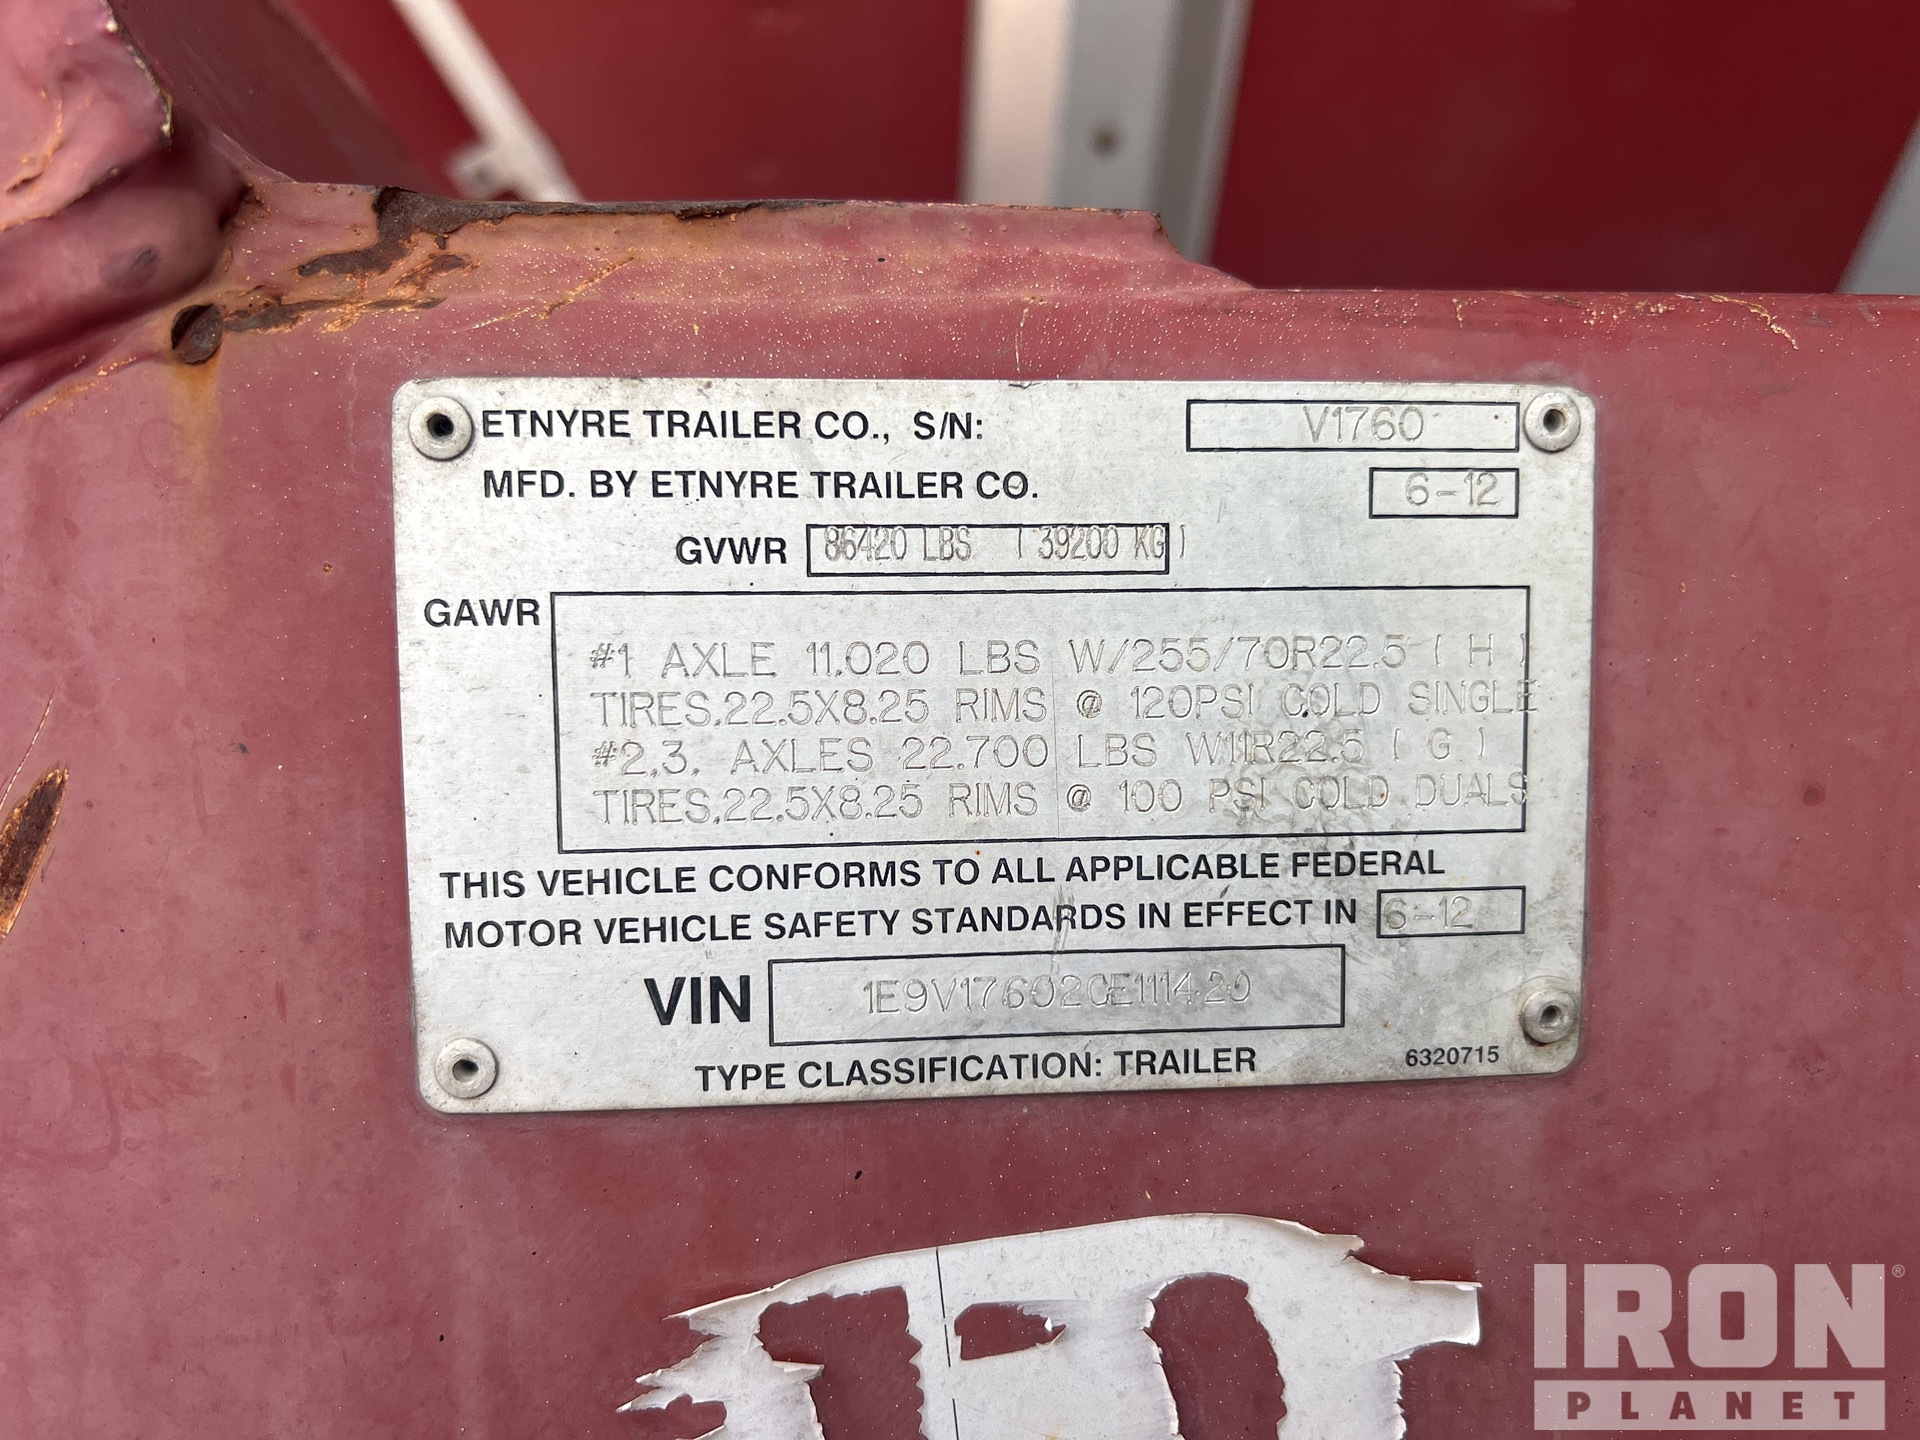 ETNYRE TRAILER CO., S/N: V1760
MFD. BY ETNYRE TRAILER CO. 6-12
GVWR 86420 LBS ( 39200 KG )
GAWR
#1 AXLE 11.020 LBS W/255/70R22.5 ( H )
TIRES.22.5X8.25 RIMS @ 120PSI COLD SINGLE
#2,3, AXLES 22.700 LBS W11R22.5 ( G )
TIRES.22.5X8.25 RIMS @ 100 PSI COLD DUALS
THIS VEHICLE CONFORMS TO ALL APPLICABLE FEDERAL
MOTOR VEHICLE SAFETY STANDARDS IN EFFECT IN 6-12
VIN 1E9V17602CE111420
TYPE CLASSIFICATION: TRAILER 6320715
IRON®
PLANET